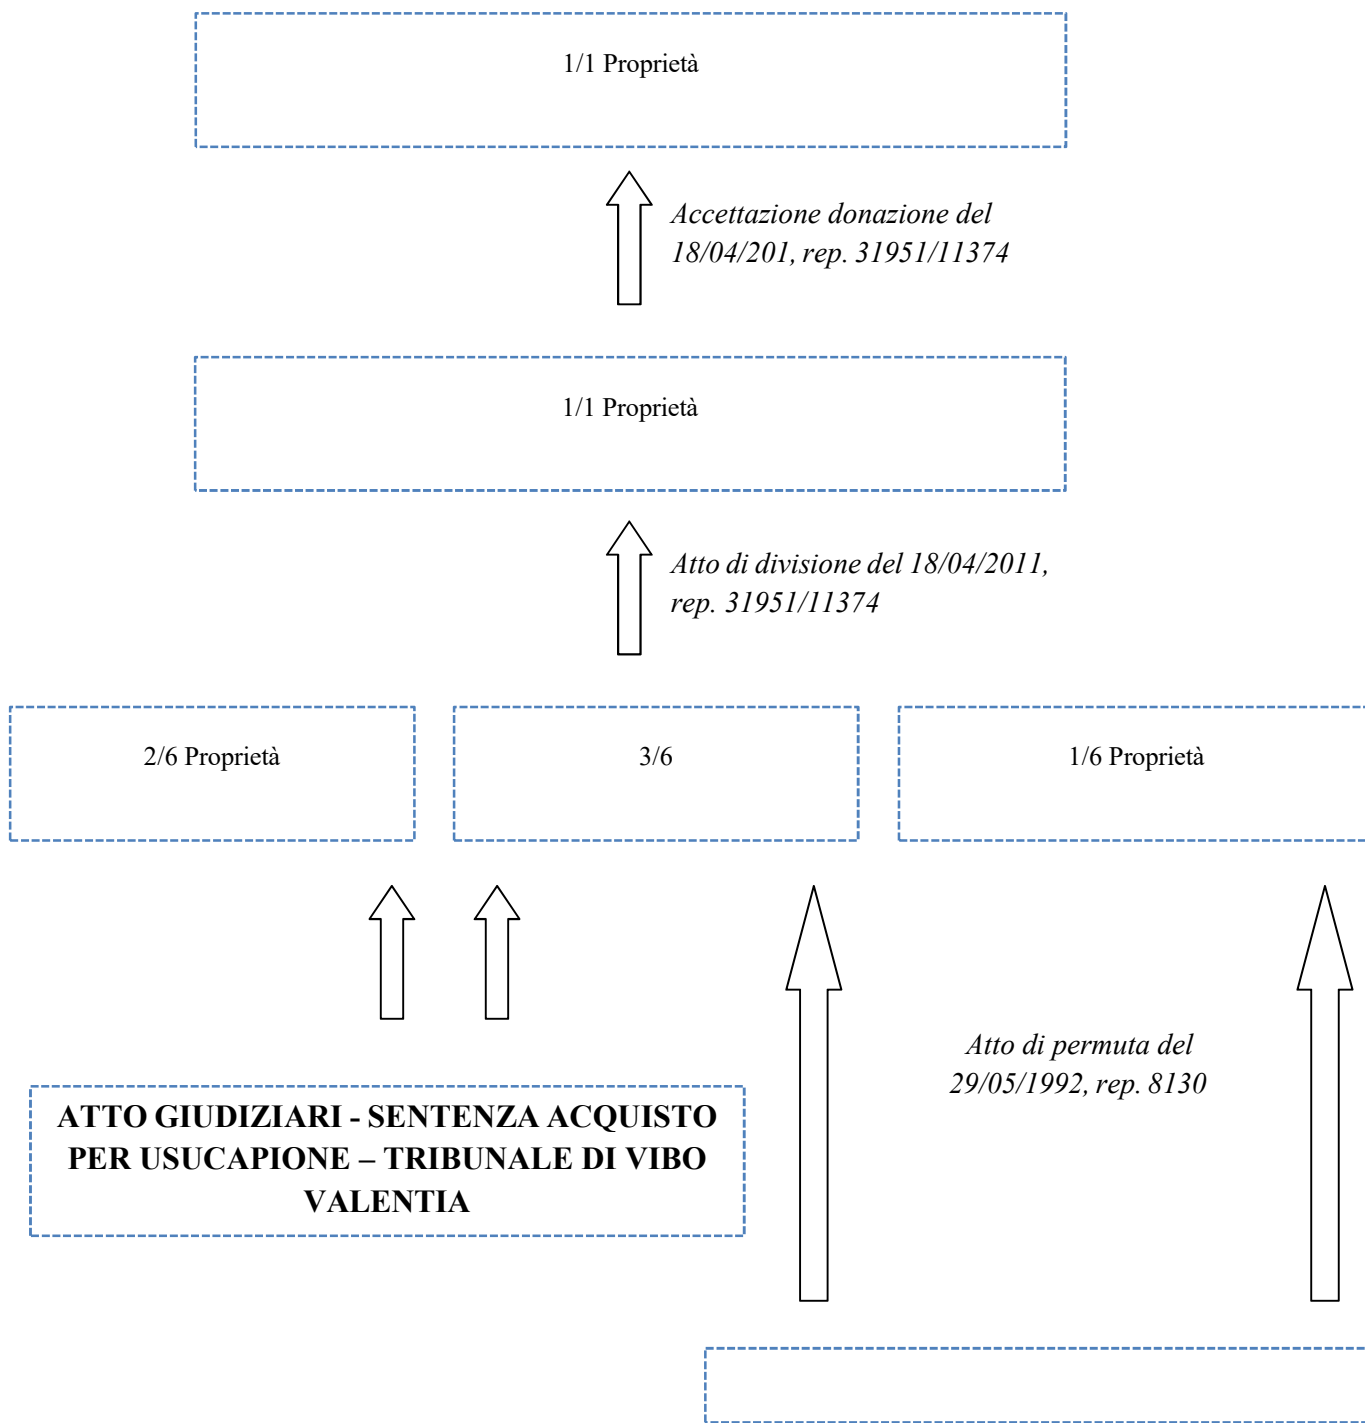 1/1 Proprietà
Accettazione donazione del
18/04/201, rep. 31951/11374
1/1 Proprietà
Atto di divisione del 18/04/2011,
rep. 31951/11374
2/6 Proprietà
3/6
1/6 Proprietà
Atto di permuta del
29/05/1992, rep. 8130
ATTO GIUDIZIARI - SENTENZA ACQUISTO
PER USUCAPIONE – TRIBUNALE DI VIBO
VALENTIA